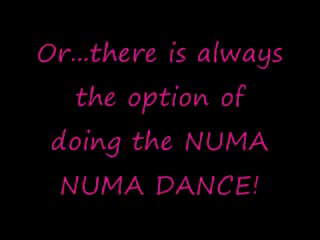 Or...there is always
the option of
doing the NUMA
NUMA DANCE!